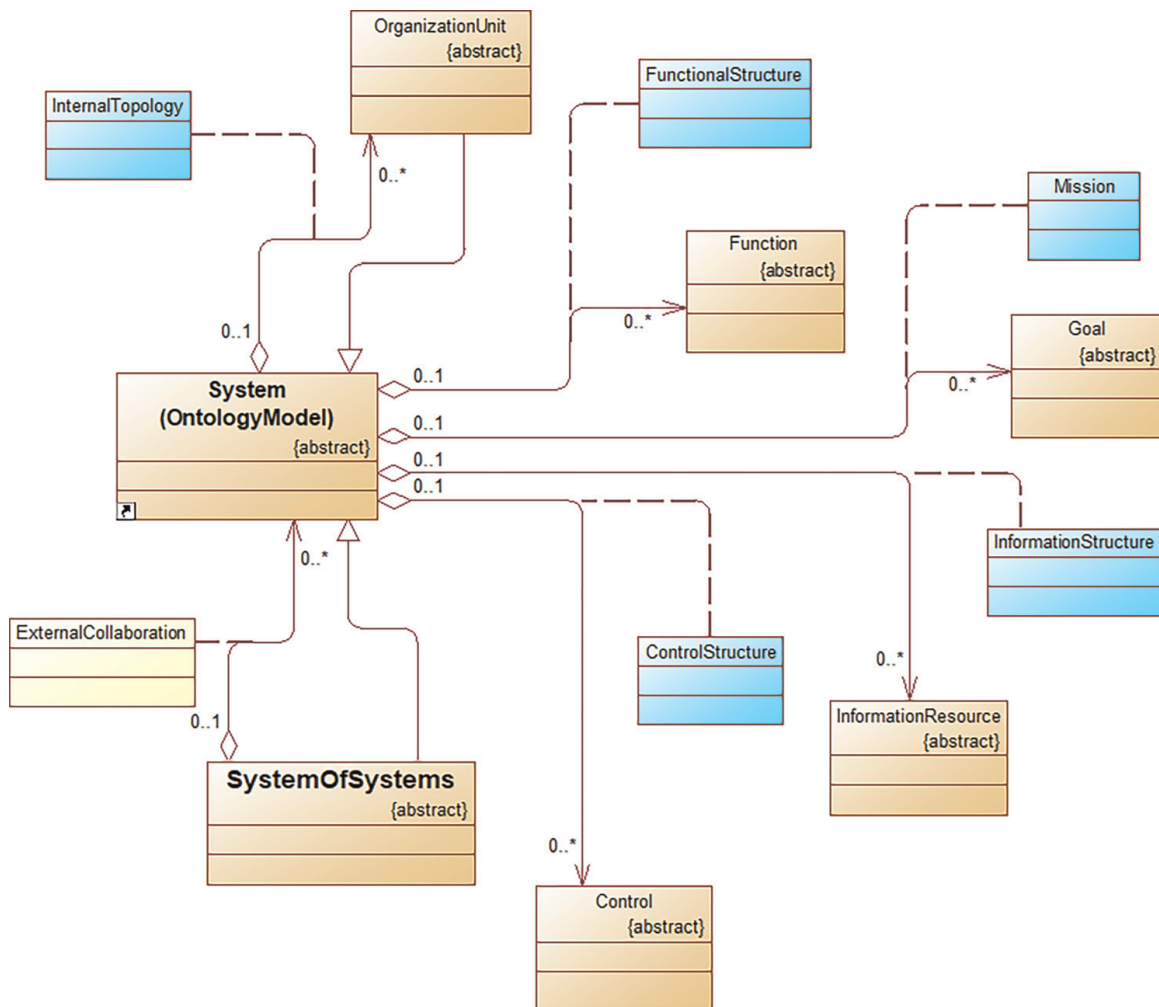 OrganizationUnit
{abstract}
FunctionalStructure
InternalTopology
0..*
Mission
Function
{abstract}
0..*
0..1
Goal
{abstract}
0..*
System
(OntologyModel)
{abstract}
0..1
0..1
0..1
0..1
InformationStructure
0..*
ExternalCollaboration
ControlStructure
0..*
0..1
InformationResource
{abstract}
SystemOfSystems
{abstract}
0..*
Control
{abstract}